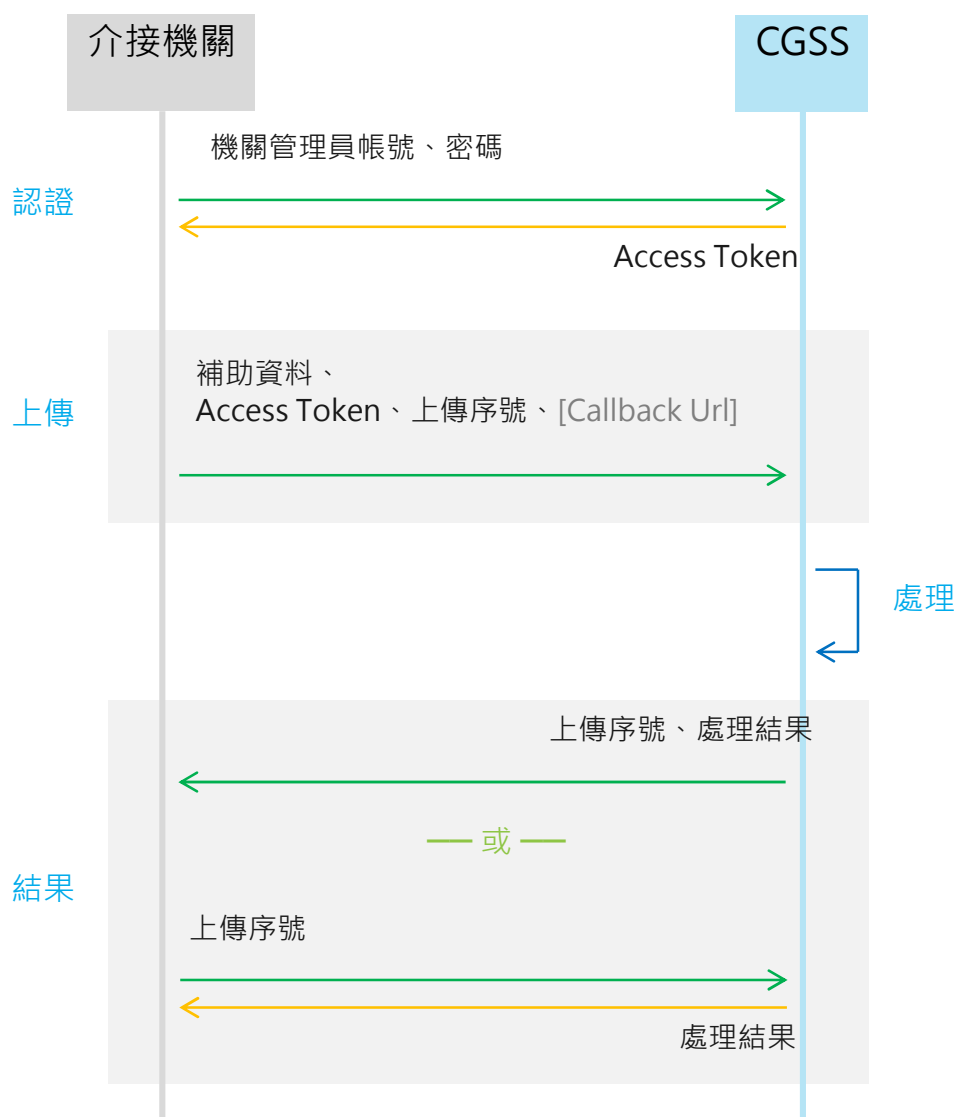 介接機關
CGSS
機關管理員帳號、密碼
認證
Access Token
補助資料、
Access Token、上傳序號、[Callback Url]
上傳
處理
上傳序號、處理結果
或
結果
上傳序號
處理結果